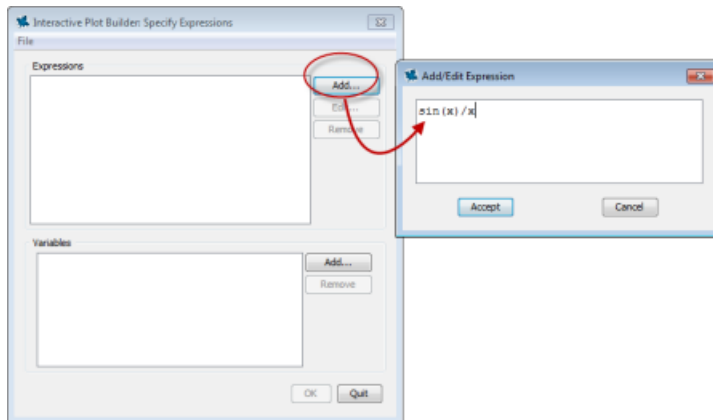 Interactive Plot Builder: Specify Expressions
File
Expressions
Add...
Edit...
Remove
Add/Edit Expression
sin(x)/x
Accept
Cancel
Variables
Add...
Remove
OK
Quit